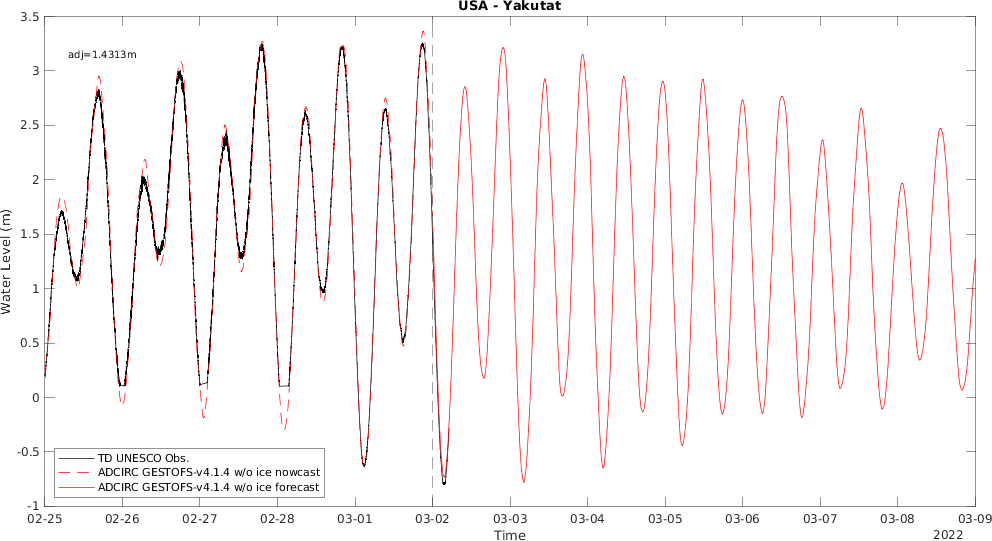 USA - Yakutat
3.5
adj=1.4313m
3
2.5
2
1.5
1
0.5
0
-0.5
-1
Water Level (m)
TD UNESCO Obs.
ADCIRC GESTOFS-v4.1.4 w/o ice nowcast
ADCIRC GESTOFS-v4.1.4 w/o ice forecast
02-25 02-26 02-27 02-28 03-01 03-02 03-03 03-04 03-05 03-06 03-07 03-08 03-09
Time
2022